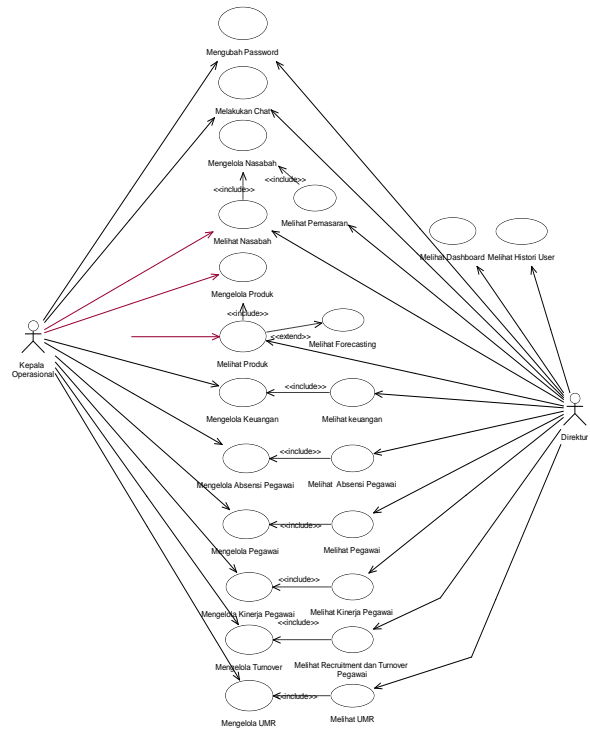 Mengubah Password
Melakukan Chat
Mengelola Nasabah
<<include>>
<<include>>
Melihat Pemasaran
Melihat Nasabah
Melihat Dashboard
Melihat Histori User
Mengelola Produk
<<include>>
<<extend>>
Melihat Forecasting
Melihat Produk
Kepala
Operasional
<<include>>
Mengelola Keuangan
Melihat keuangan
Direktur
<<include>>
Mengelola Absensi Pegawai
Melihat Absensi Pegawai
<<include>>
Mengelola Pegawai
Melihat Pegawai
<<include>>
Mengelola Kinerja Pegawai
Melihat Kinerja Pegawai
<<include>>
Mengelola Turnover
Melihat Recruitment dan Turnover
Pegawai
<<include>>
Mengelola UMR
Melihat UMR